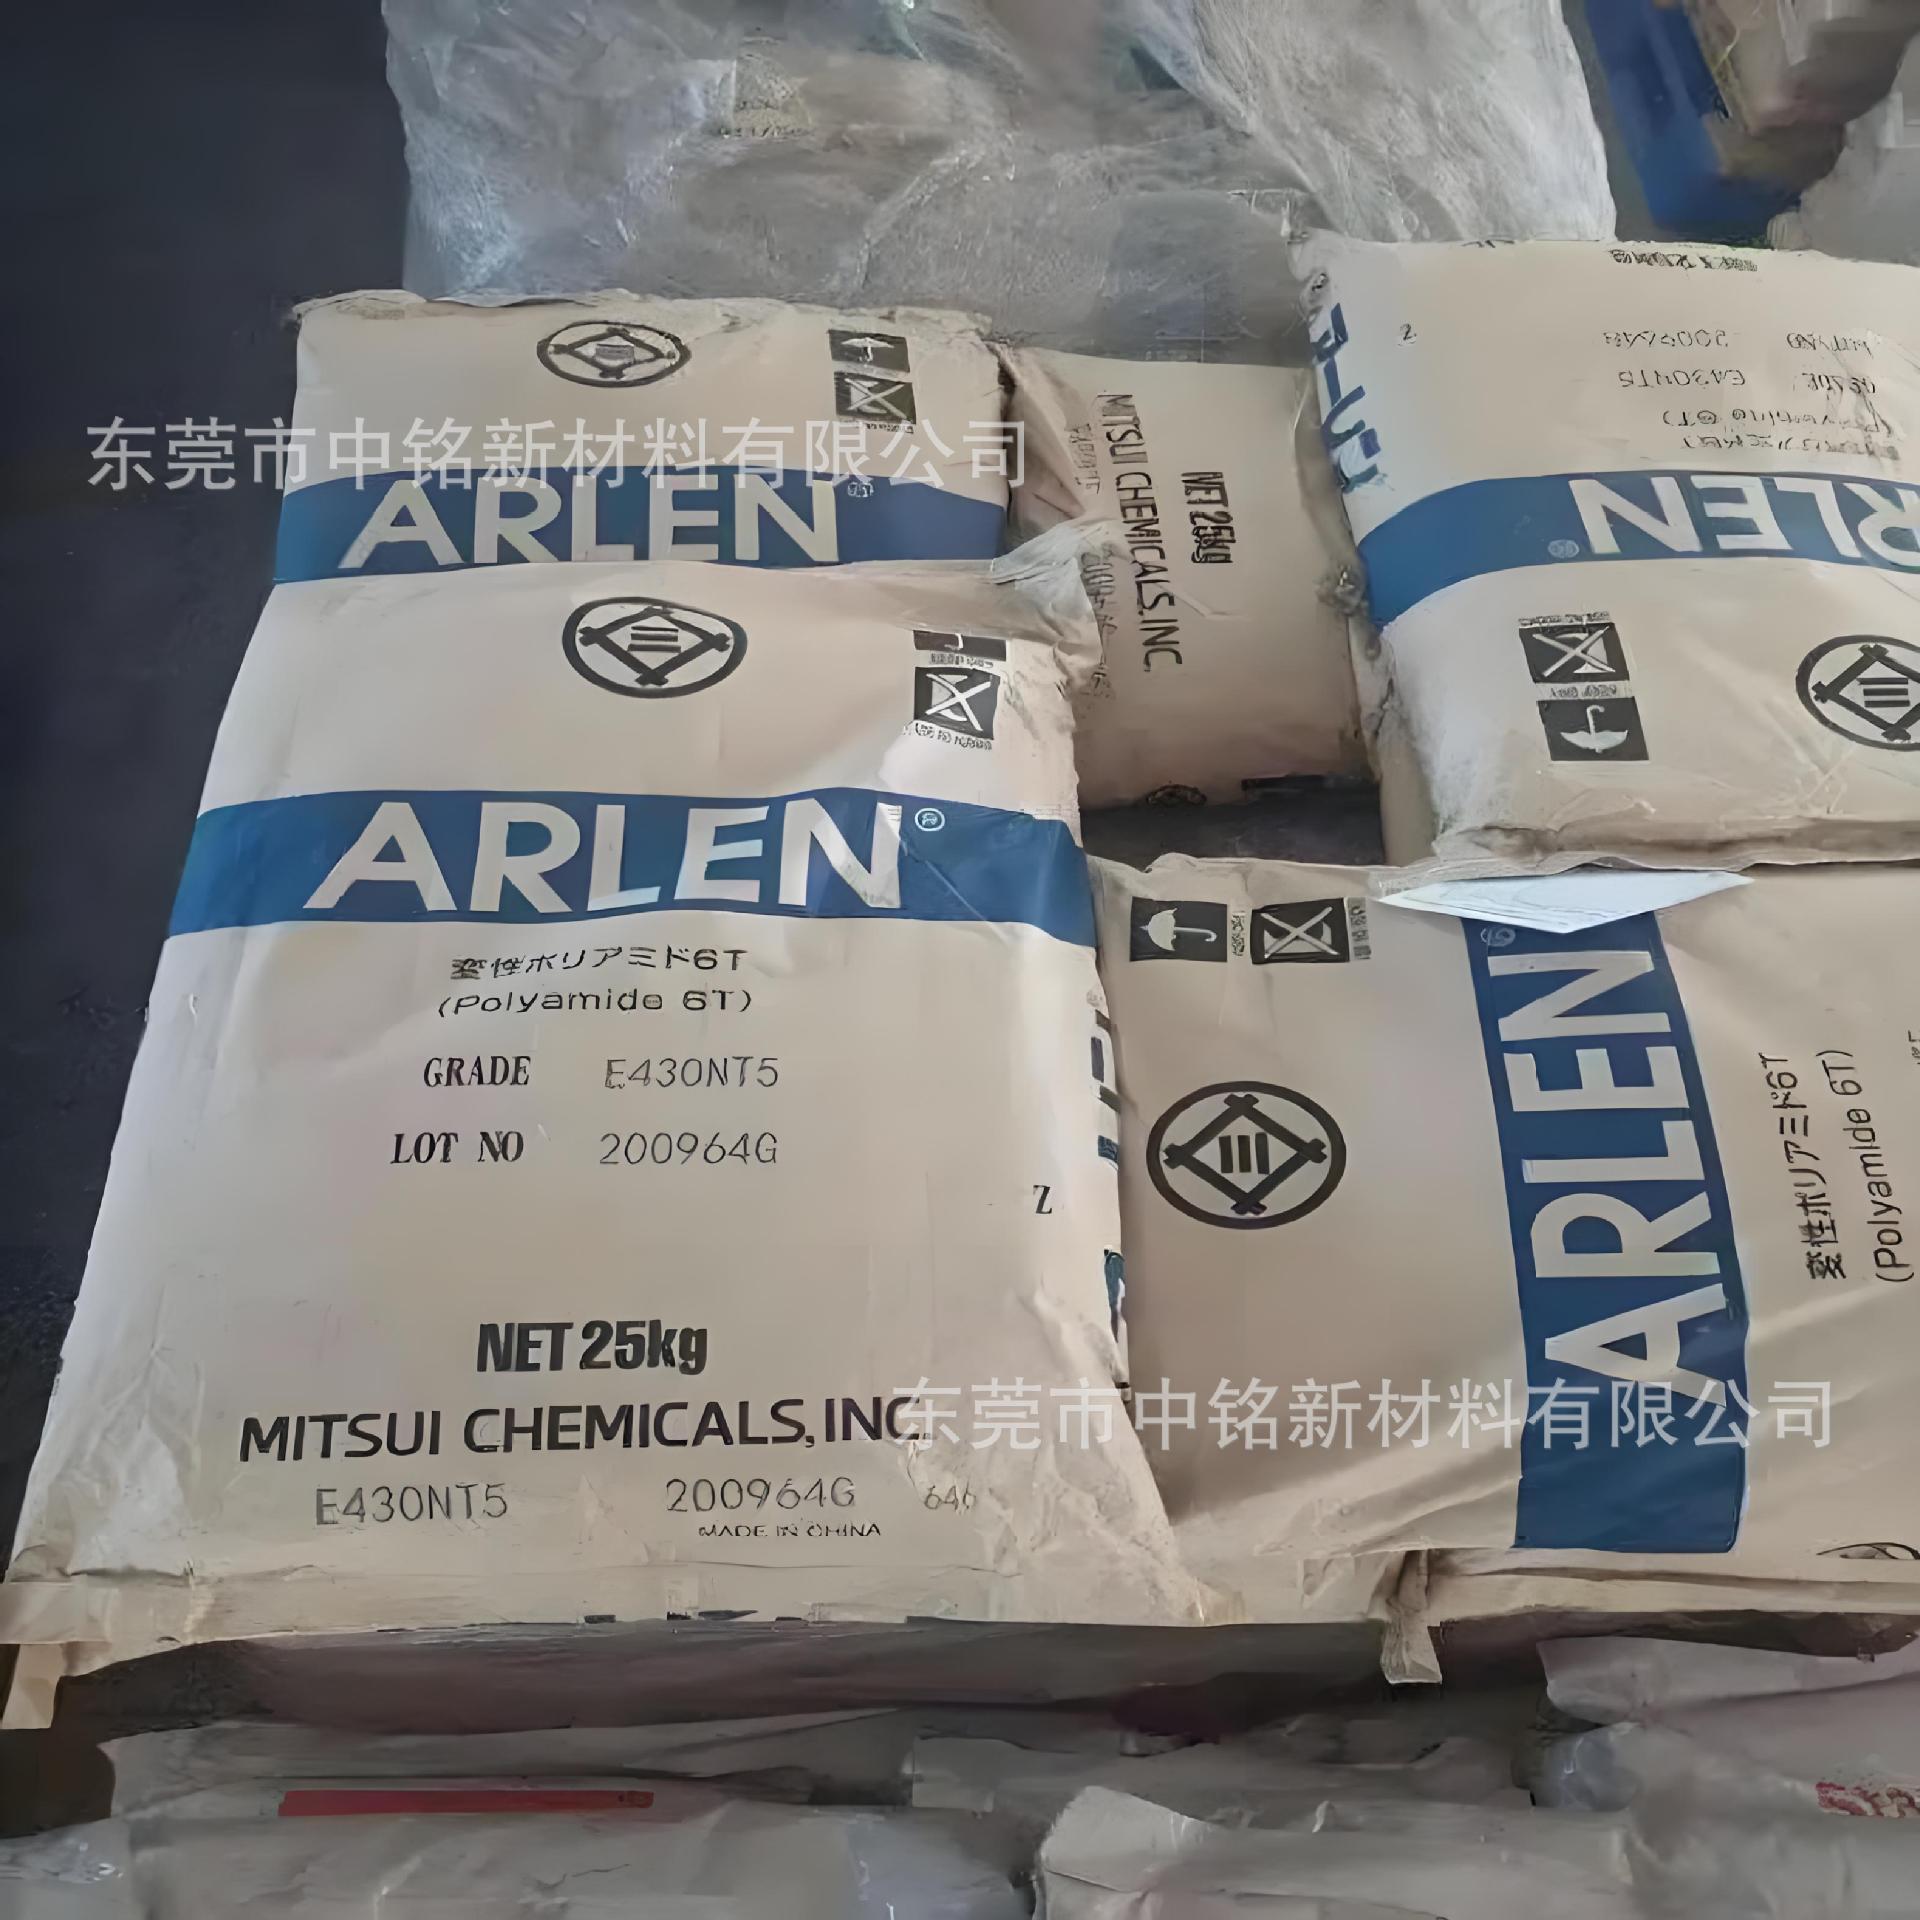 东莞市中铭新材料有限公司
ARLEN
MITSUI CHEMICALS,INC.
NET 25kg
ARLEN®
ARLEN®
変性ポリアミド6T
(Polyamide 6T)
GRADE E430NT5
LOT NO 200964G
Z
NET 25kg
MITSUI CHEMICALS,INC.
E430NT5 200964G 646
MADE IN CHINA
ARLEN®
変性ポリアミド6T
(Polyamide 6T)
东莞市中铭新材料有限公司